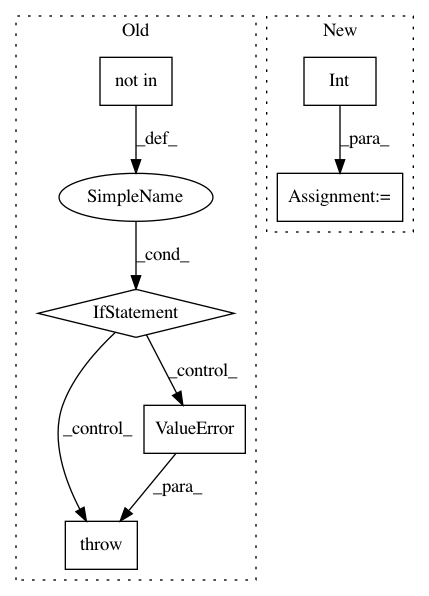 Old
New
not in
Int
_def_
_para_
SimpleName
Assignment:=
_cond_
IfStatement
_control_
_control_
ValueError
_para_
throw